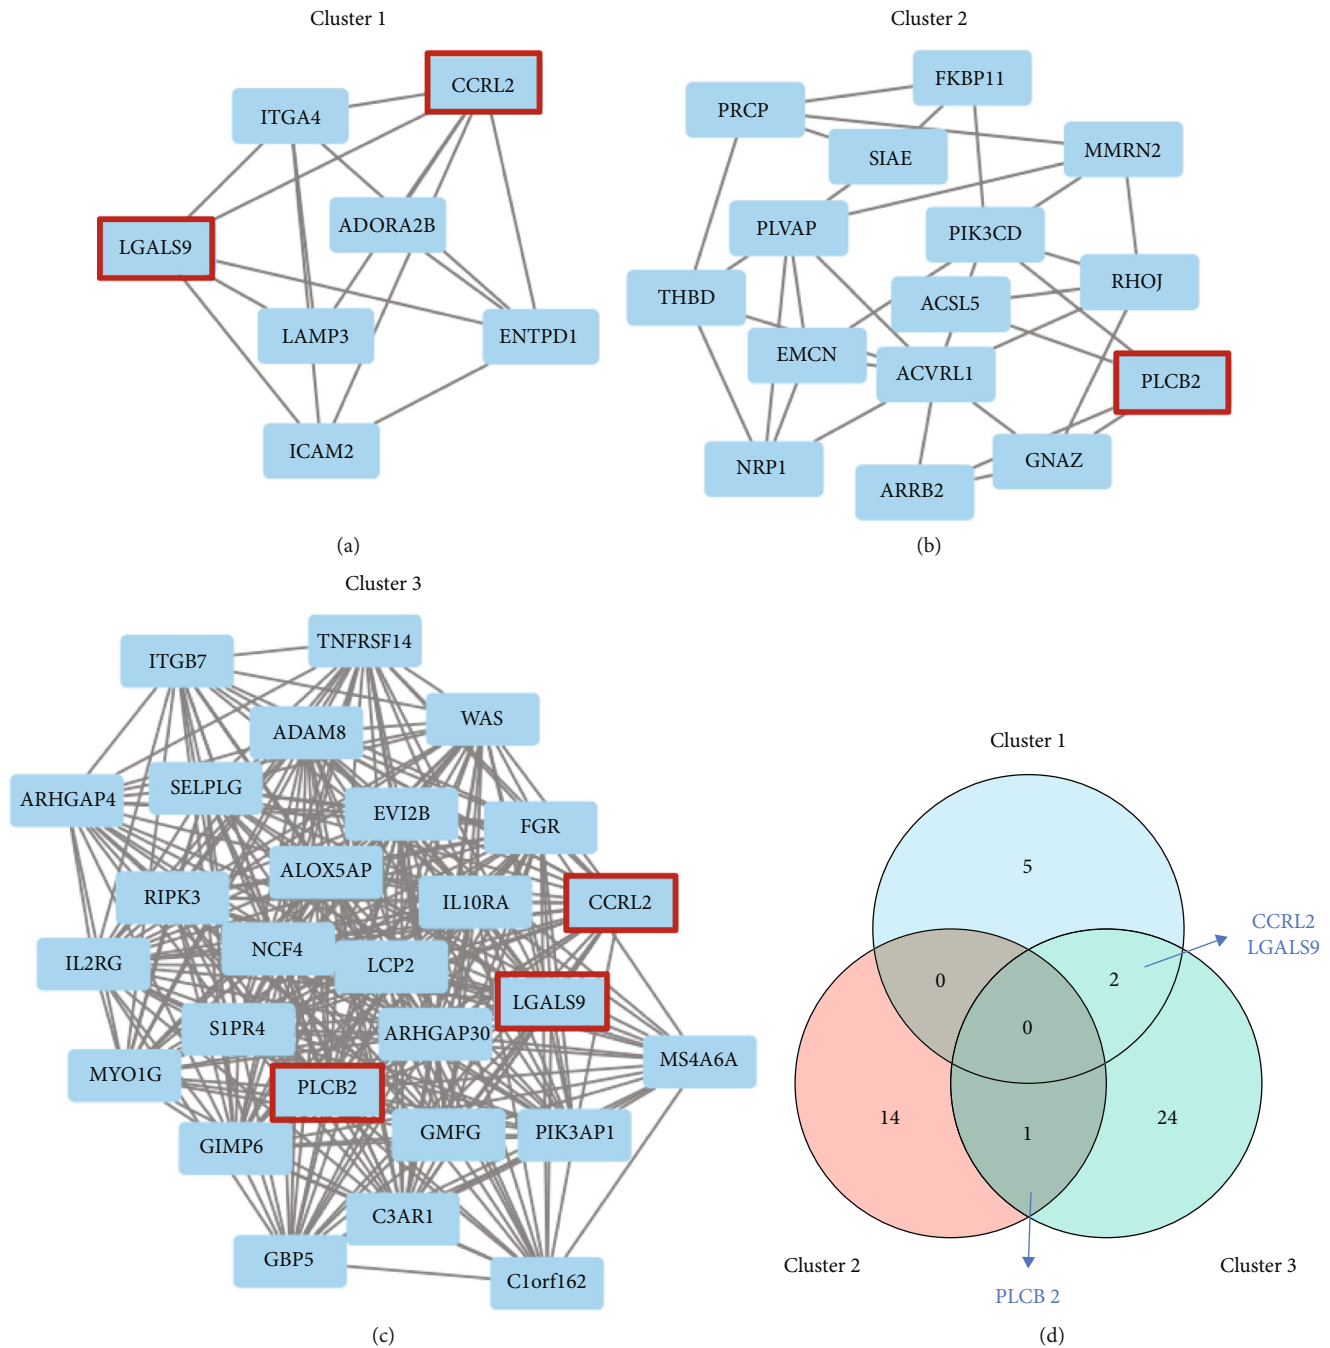 Cluster 1
CCRL2
ITGA4
ADORA2B
LGALS9
LAMP3
ENTPD1
ICAM2
(a)
Cluster 2
FKBP11
PRCP
SIAE
MMRN2
PLVAP
PIK3CD
THBD
ACSL5
RHOJ
EMCN
ACVRL1
PLCB2
NRP1
ARRB2
GNAZ
(b)
Cluster 3
TNFRSF14
ITGB7
WAS
ADAM8
SELPLG
ARHGAP4
EVI2B
FGR
ALOX5AP
RIPK3
IL10RA
CCRL2
NCF4
IL2RG
LCP2
LGALS9
S1PR4
ARHGAP30
MS4A6A
MYO1G
PLCB2
GIMP6
GMFG
PIK3AP1
C3AR1
GBP5
C1orf162
(c)
Cluster 1
5
CCRL2
LGALS9
0
2
0
14
1
24
Cluster 2
Cluster 3
PLCB 2
(d)